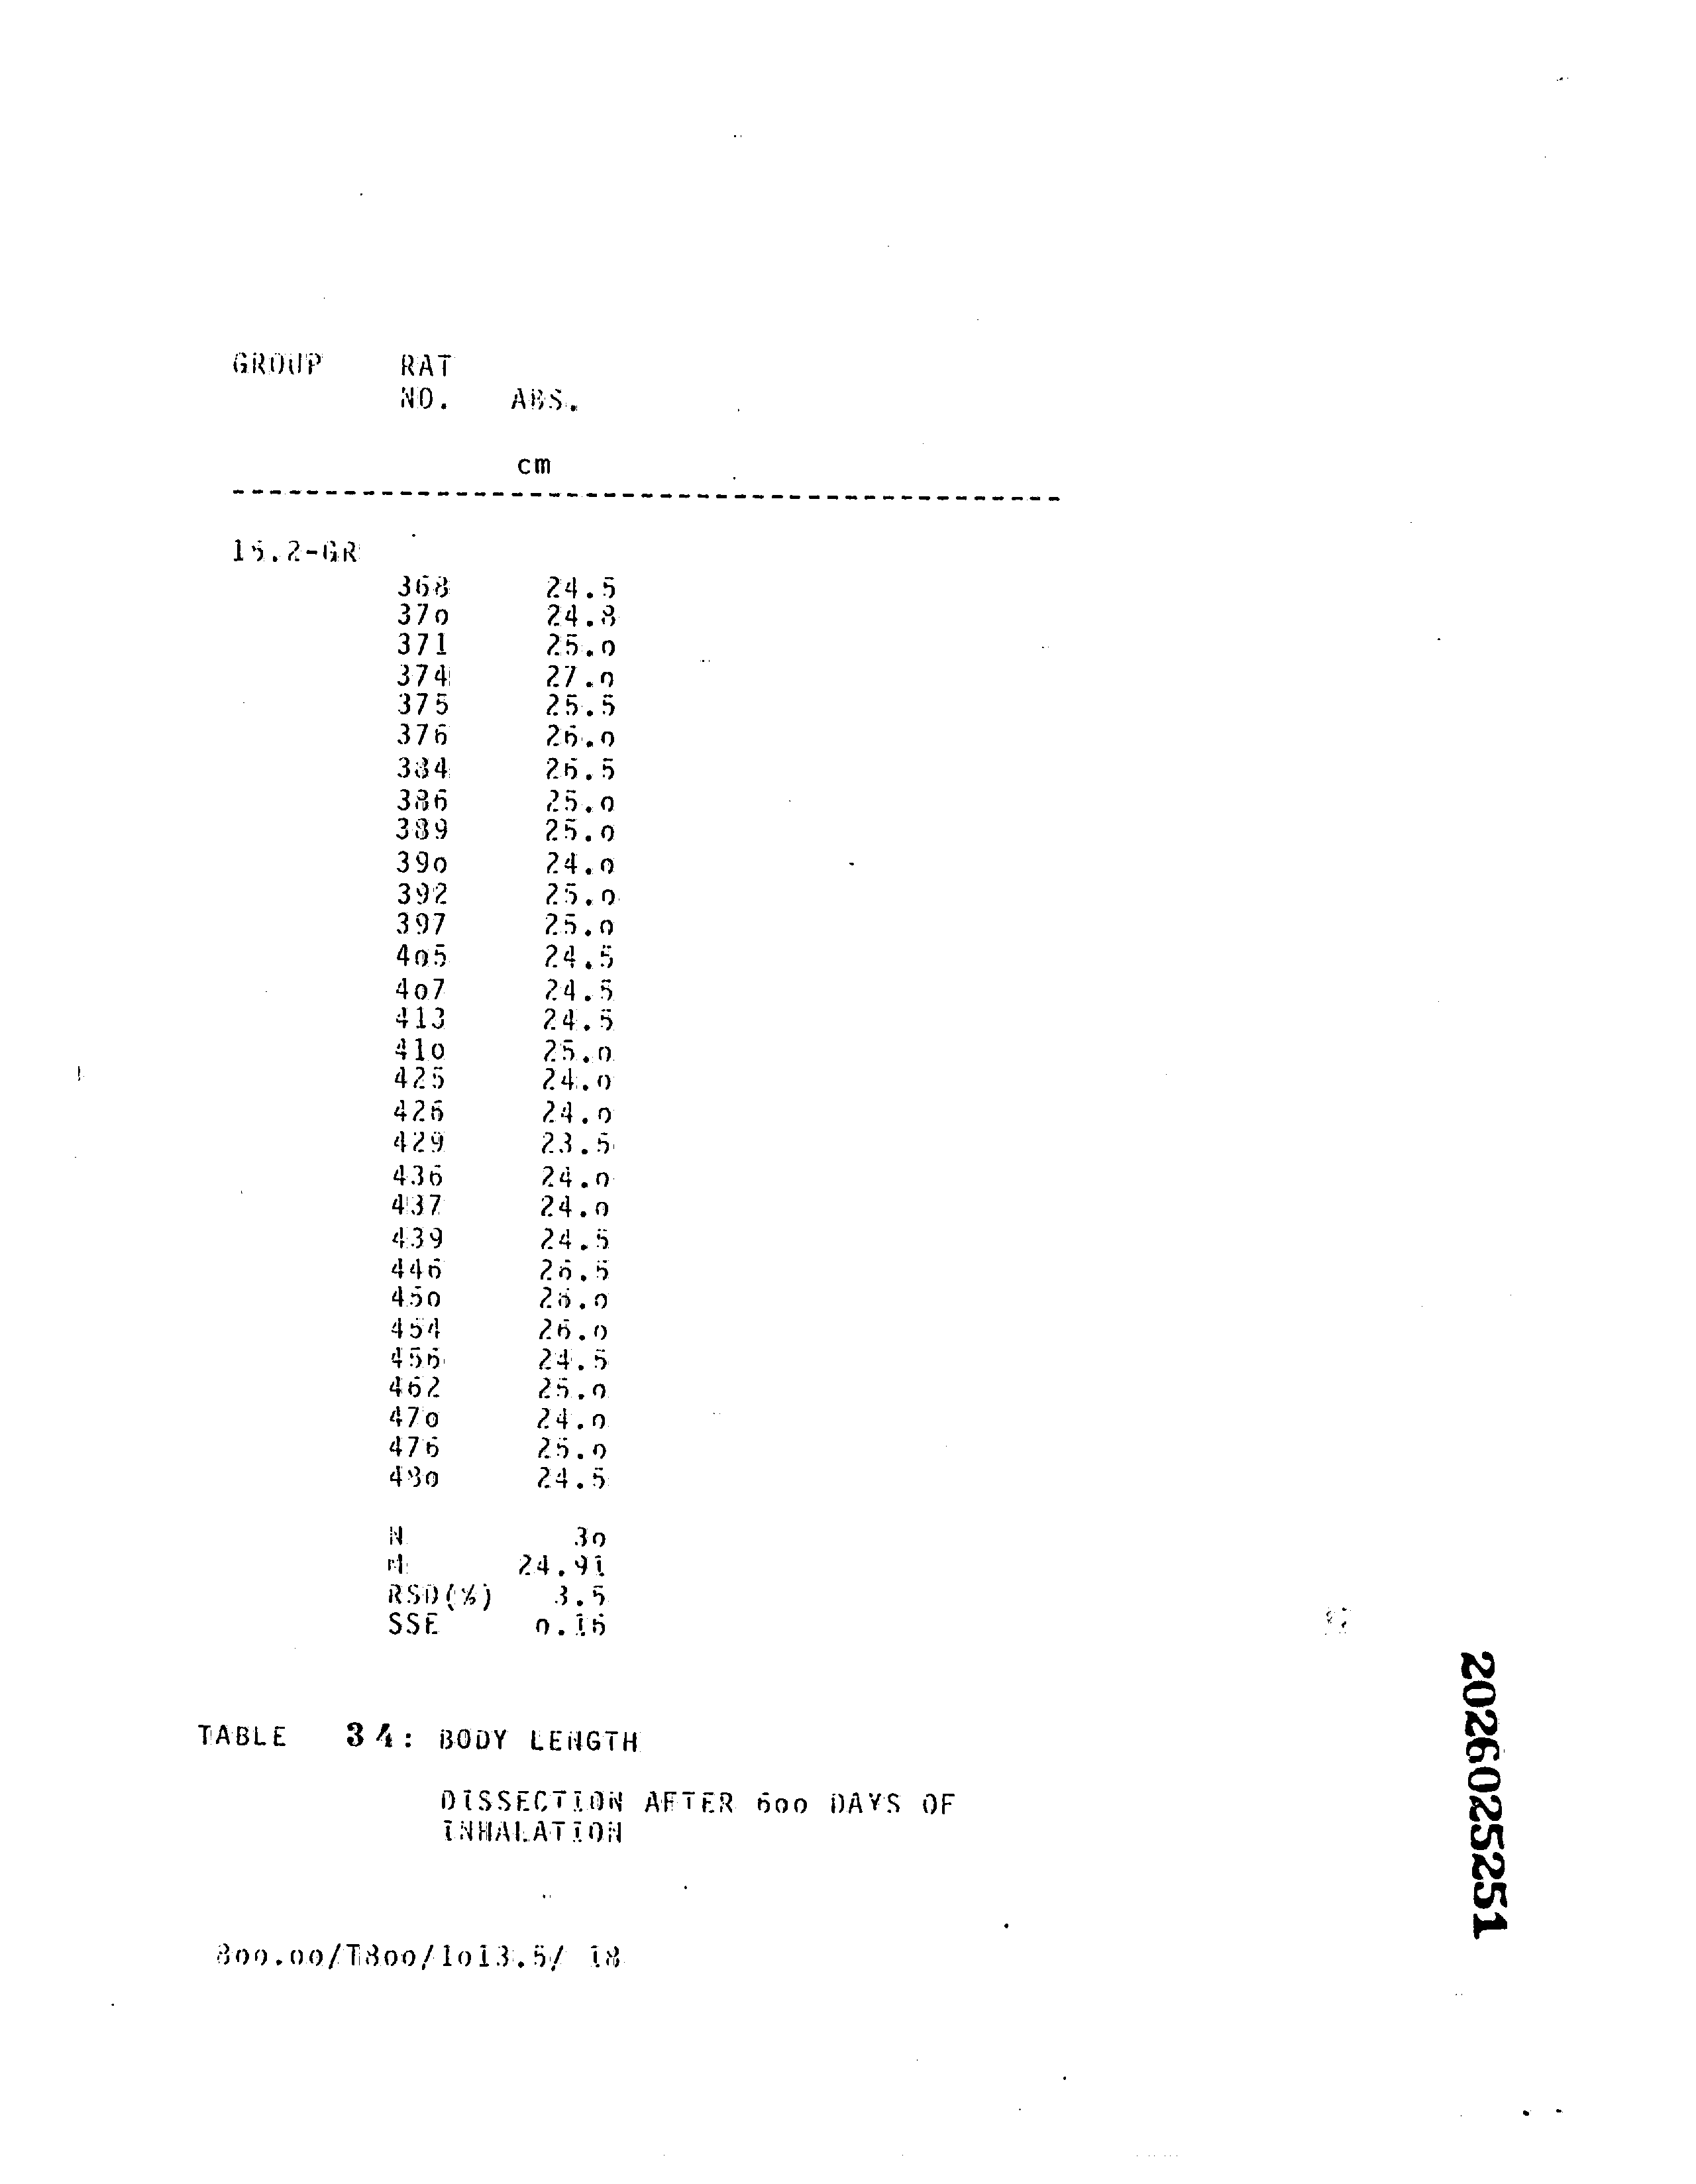 GROUP RAT
NO. ABS.
cm
15.2-GR
368 24.5
37o 24.8
371 25.o
374 27.o
375 25.5
376 26.o
384 26.5
386 25.o
389 25.o
39o 24.o
392 25.o
397 25.o
4o5 24.5
4o7 24.5
413 24.5
41o 25.o
425 24.o
426 24.o
429 23.5
436 24.o
437 24.o
439 24.5
446 26.5
45o 26.o
454 26.o
456 24.5
462 25.o
47o 24.o
476 25.o
48o 24.5
N 3o
M 24.91
RSD(%) 3.5
SSE o.16
TABLE 34: BODY LENGTH
DISSECTION AFTER 6oo DAYS OF
INHALATION
8oo.oo/T8oo/1o13.5/ 18
2026025251